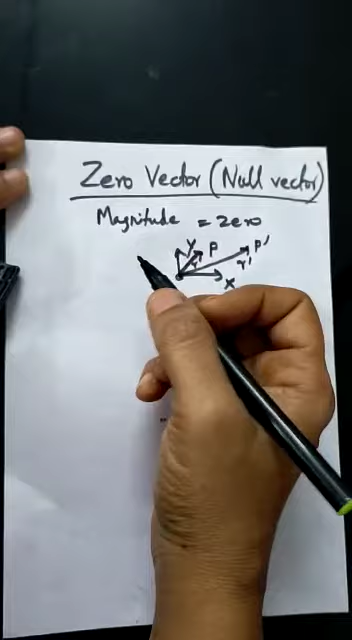 Zero Vector (Null vector)
Magnitude = zero
y P P'
r r'
x